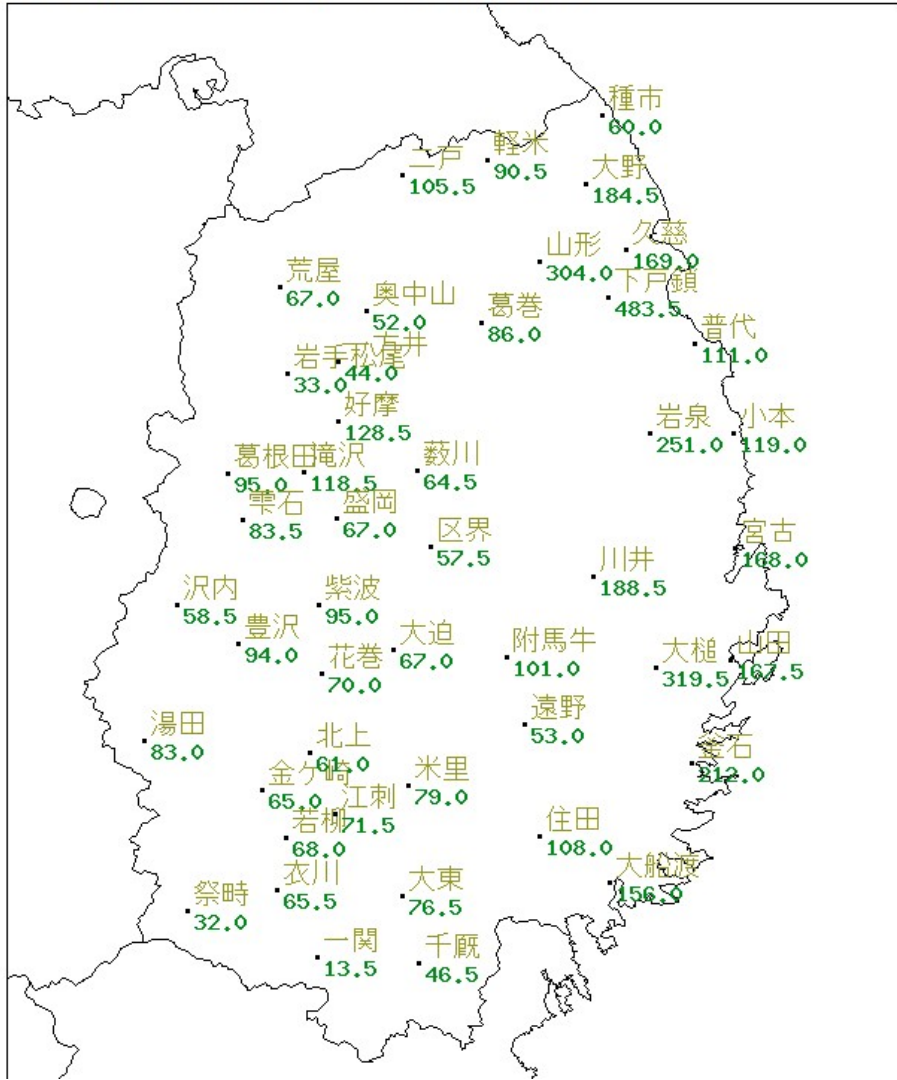 種市
60.0
軽米
90.5
二戸
105.5
大野
184.5
久慈
169.0
山形
304.0
下戸鎖
483.5
荒屋
67.0
奥中山
52.0
葛巻
86.0
普代
111.0
一方井
44.0
岩手松尾
33.0
好摩
128.5
岩泉
251.0
小本
119.0
葛根田
95.0
滝沢
118.5
薮川
64.5
雫石
83.5
盛岡
67.0
区界
57.5
宮古
168.0
川井
188.5
沢内
58.5
紫波
95.0
豊沢
94.0
大迫
67.0
附馬牛
101.0
大槌
319.5
山田
167.5
花巻
70.0
遠野
53.0
湯田
83.0
北上
61.0
釜石
212.0
金ケ崎
65.0
米里
79.0
江刺
71.5
若柳
68.0
住田
108.0
大船渡
156.0
衣川
65.5
大東
76.5
祭畤
32.0
一関
13.5
千厩
46.5